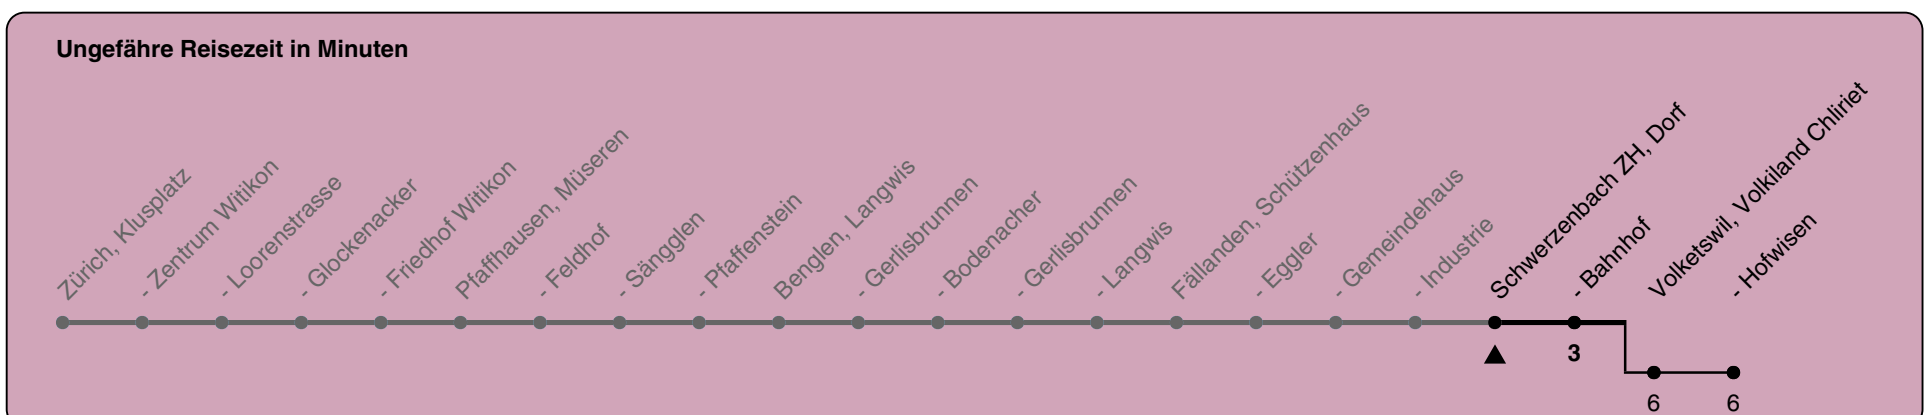 Ungefähre Reisezeit in Minuten
Zürich, Klusplatz
- Zentrum Witikon
- Loorenstrasse
- Glockenacker
- Friedhof Witikon
Pfaffhausen, Müseren
- Feldhof
- Sängglen
- Pfaffenstein
Benglen, Langwis
- Gerlisbrunnen
- Bodenacher
- Gerlisbrunnen
- Langwis
Fällanden, Schützenhaus
- Eggler
- Gemeindehaus
- Industrie
Schwerzenbach ZH, Dorf
- Bahnhof
Volketswil, Volkiland Chliriet
- Hofwisen
3
6
6